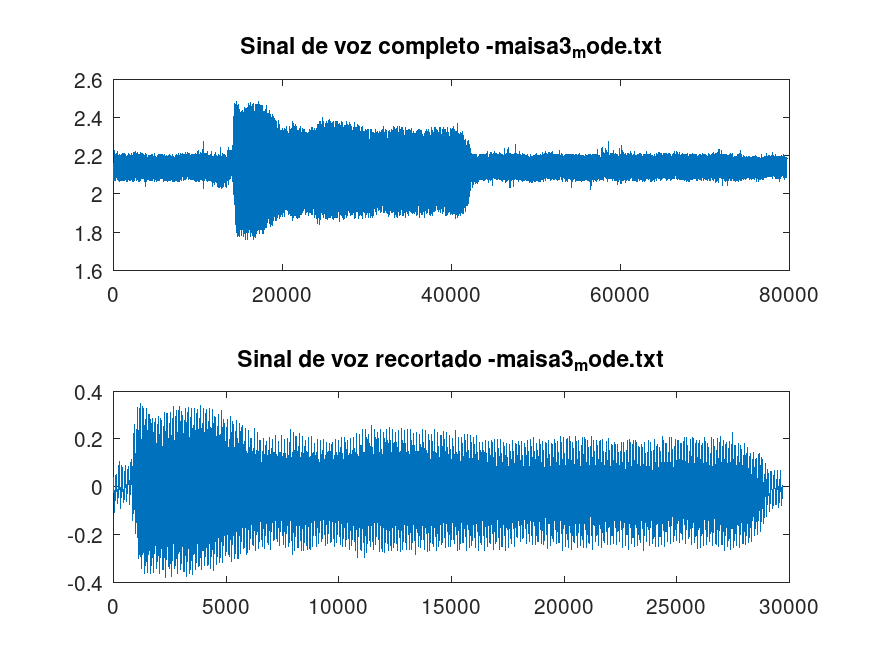 Sinal de voz completo -maisa3mode.txt
2.6
2.4
2.2
2
1.8
1.6
0 20000 40000 60000 80000
Sinal de voz recortado -maisa3mode.txt
0.4
0.2
0
-0.2
-0.4
0 5000 10000 15000 20000 25000 30000